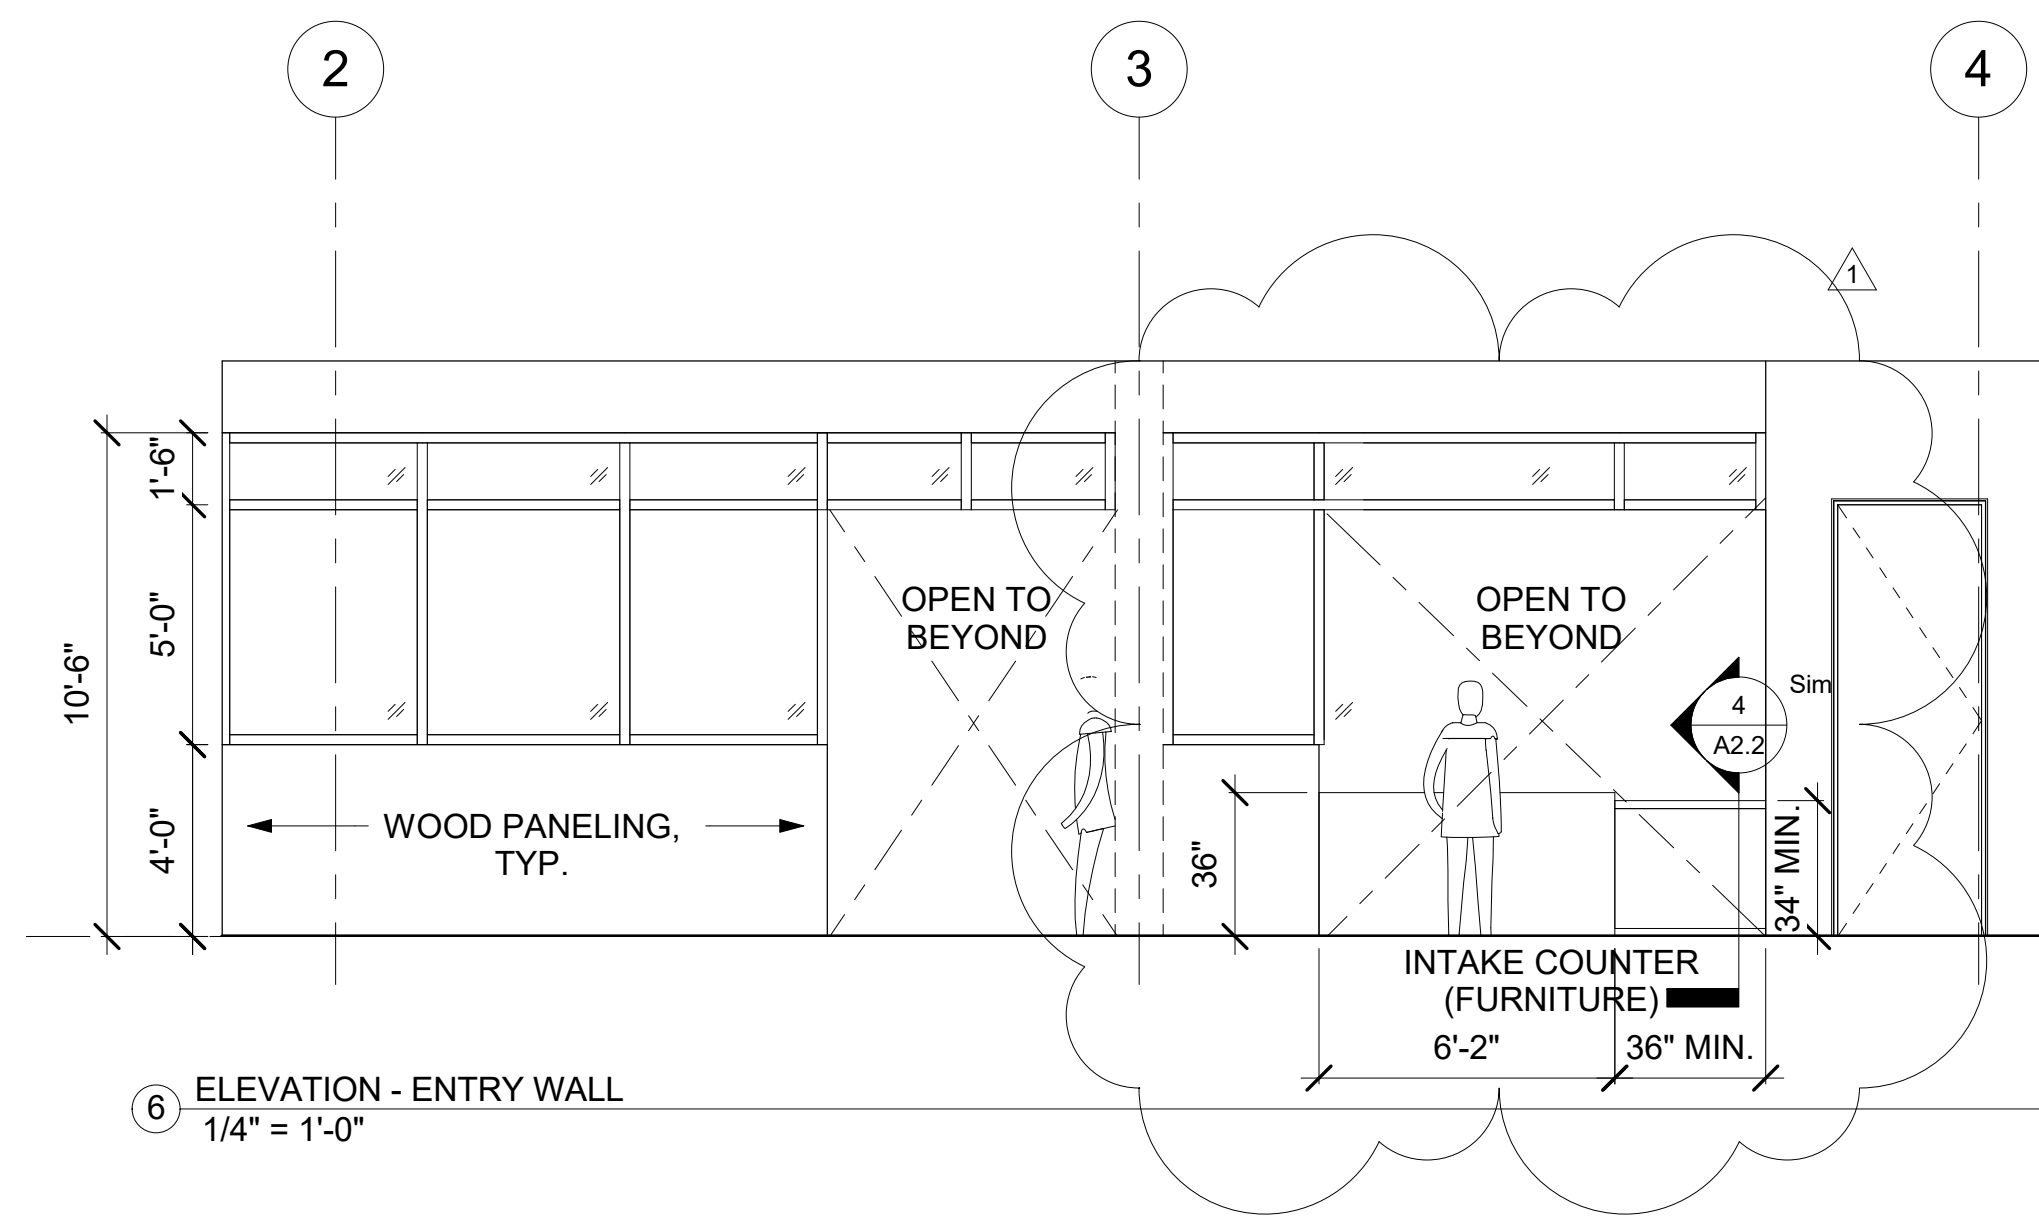 2
3
4
1
1'-6"
5'-0"
10'-6"
4'-0"
OPEN TO
BEYOND
OPEN TO
BEYOND
Sim
4
A2.2
WOOD PANELING,
TYP.
36"
34" MIN.
INTAKE COUNTER
(FURNITURE)
6'-2"
36" MIN.
6
ELEVATION - ENTRY WALL
1/4" = 1'-0"